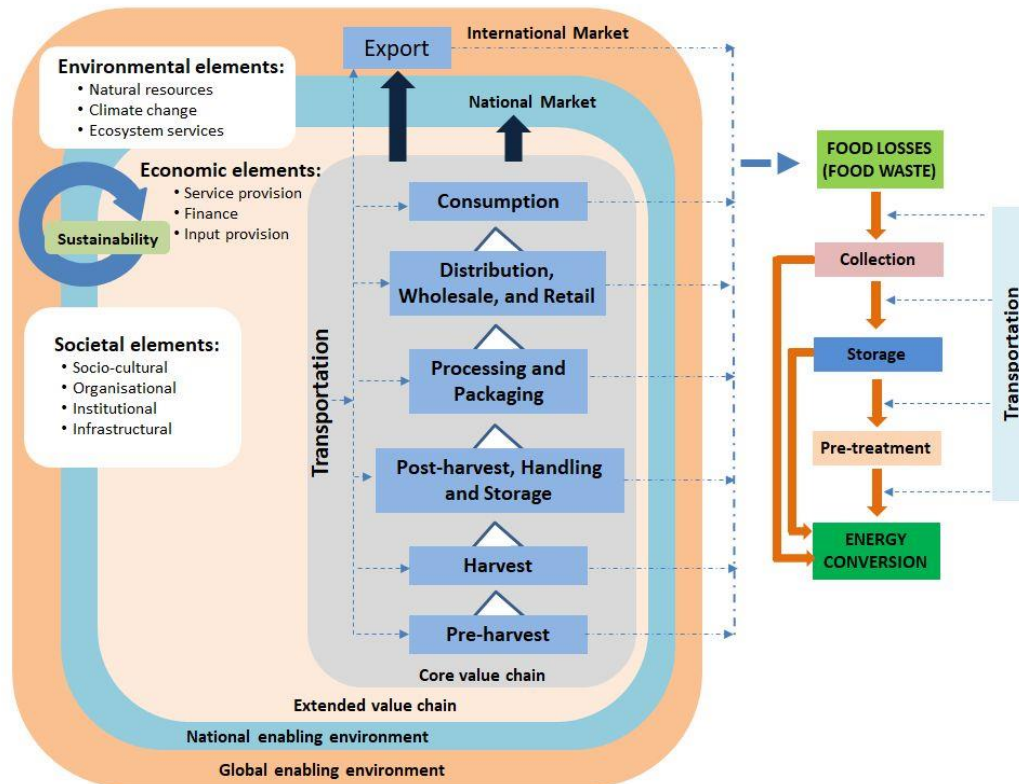 Export
International Market
Environmental elements:
• Natural resources
• Climate change
• Ecosystem services
National Market
Economic elements:
• Service provision
• Finance
• Input provision
Sustainability
Societal elements:
• Socio-cultural
• Organisational
• Institutional
• Infrastructural
Transportation
Consumption
Distribution,
Wholesale, and Retail
Processing and
Packaging
Post-harvest, Handling
and Storage
Harvest
Pre-harvest
Core value chain
Extended value chain
National enabling environment
Global enabling environment
FOOD LOSSES
(FOOD WASTE)
Collection
Storage
Pre-treatment
ENERGY
CONVERSION
Transportation